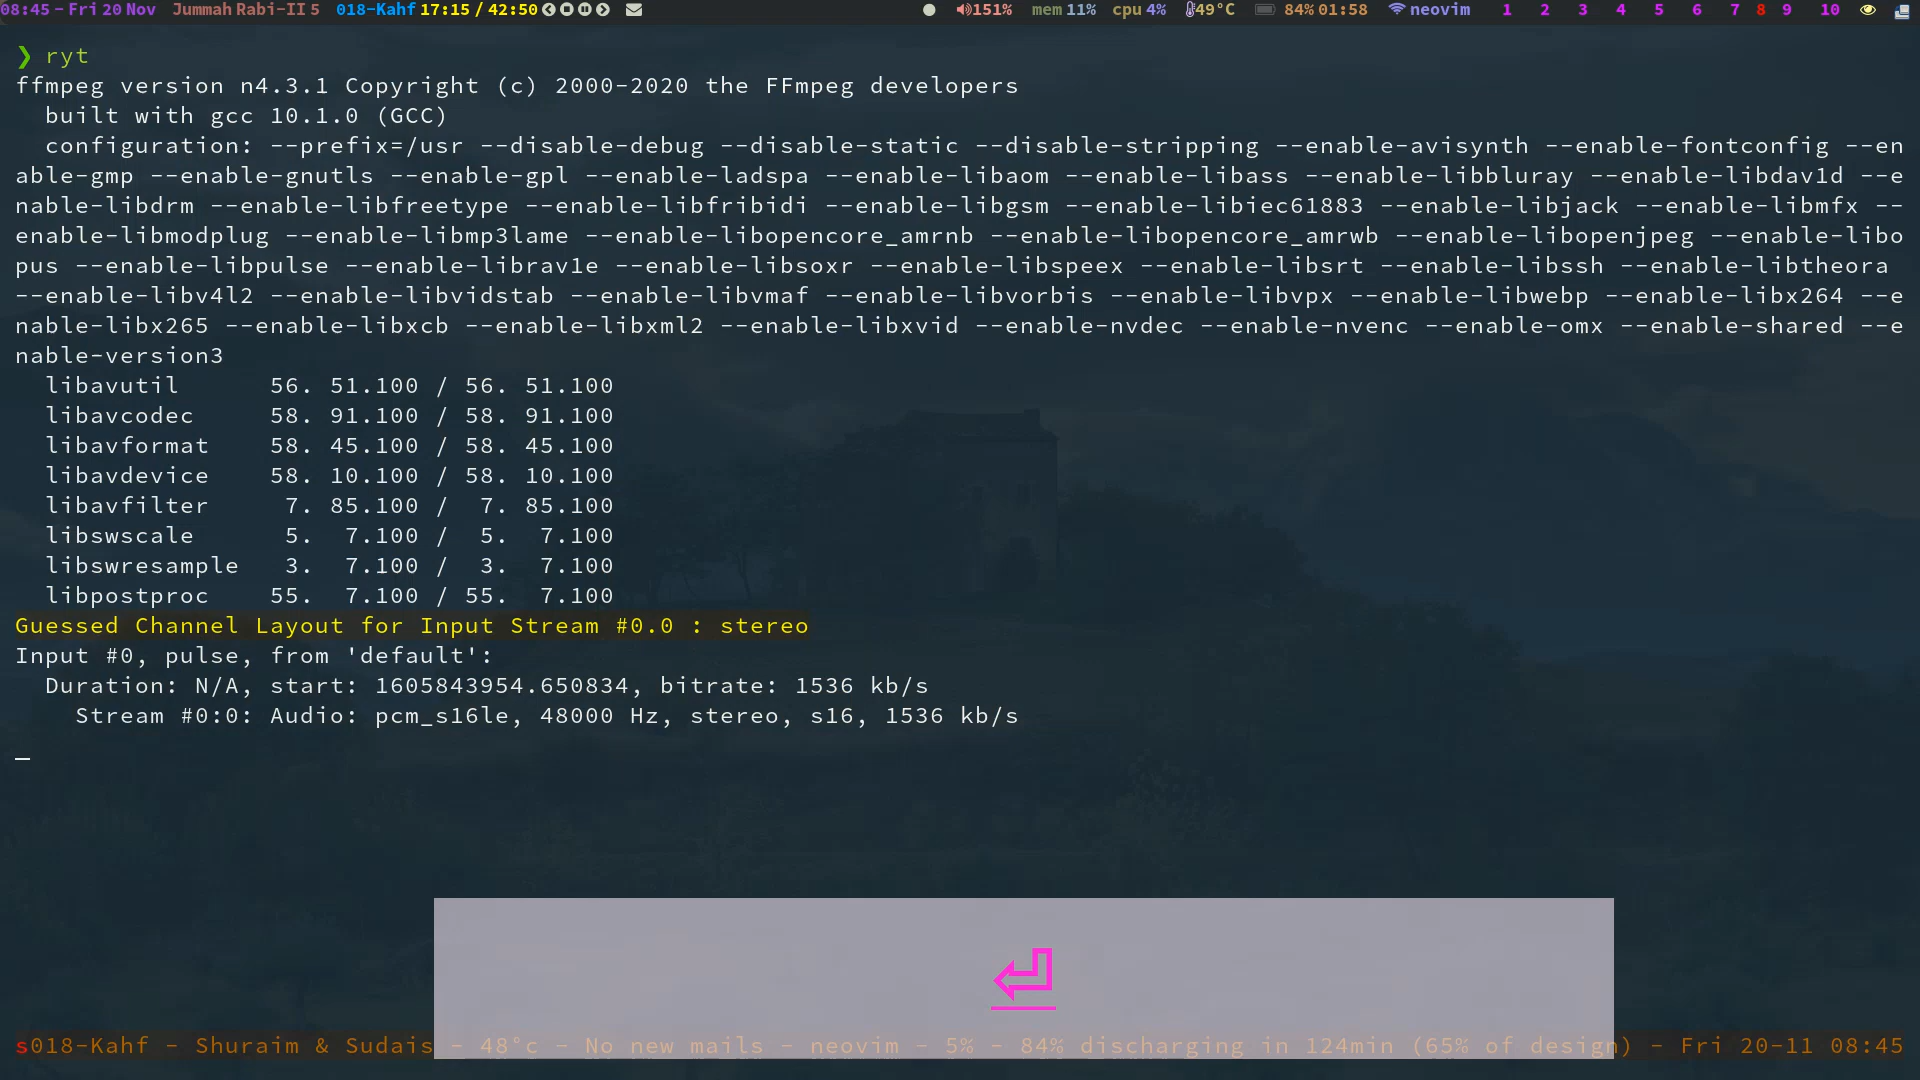 08:45 – Fri 20 Nov Jummah Rabi-II 5 018-Kahf 17:15 / 42:50 151% mem 11% cpu 4% 49°C 84% 01:58 neovim 1 2 3 4 5 6 7 8 9 10
❯ ryt
ffmpeg version n4.3.1 Copyright (c) 2000-2020 the FFmpeg developers
  built with gcc 10.1.0 (GCC)
  configuration: --prefix=/usr --disable-debug --disable-static --disable-stripping --enable-avisynth --enable-fontconfig --en
able-gmp --enable-gnutls --enable-gpl --enable-ladspa --enable-libaom --enable-libass --enable-libbluray --enable-libdav1d --e
nable-libdrm --enable-libfreetype --enable-libfribidi --enable-libgsm --enable-libiec61883 --enable-libjack --enable-libmfx --
enable-libmodplug --enable-libmp3lame --enable-libopencore_amrnb --enable-libopencore_amrwb --enable-libopenjpeg --enable-libo
pus --enable-libpulse --enable-librav1e --enable-libsoxr --enable-libspeex --enable-libsrt --enable-libssh --enable-libtheora
--enable-libv4l2 --enable-libvidstab --enable-libvmaf --enable-libvorbis --enable-libvpx --enable-libwebp --enable-libx264 --e
nable-libx265 --enable-libxcb --enable-libxml2 --enable-libxvid --enable-nvdec --enable-nvenc --enable-omx --enable-shared --e
nable-version3
  libavutil      56. 51.100 / 56. 51.100
  libavcodec     58. 91.100 / 58. 91.100
  libavformat    58. 45.100 / 58. 45.100
  libavdevice    58. 10.100 / 58. 10.100
  libavfilter     7. 85.100 /  7. 85.100
  libswscale      5.  7.100 /  5.  7.100
  libswresample   3.  7.100 /  3.  7.100
  libpostproc    55.  7.100 / 55.  7.100
Guessed Channel Layout for Input Stream #0.0 : stereo
Input #0, pulse, from 'default':
  Duration: N/A, start: 1605843954.650834, bitrate: 1536 kb/s
    Stream #0:0: Audio: pcm_s16le, 48000 Hz, stereo, s16, 1536 kb/s
s018-Kahf - Shuraim & Sudais - 48°c - No new mails - neovim - 5% - 84% discharging in 124min (65% of design) - Fri 20-11 08:45